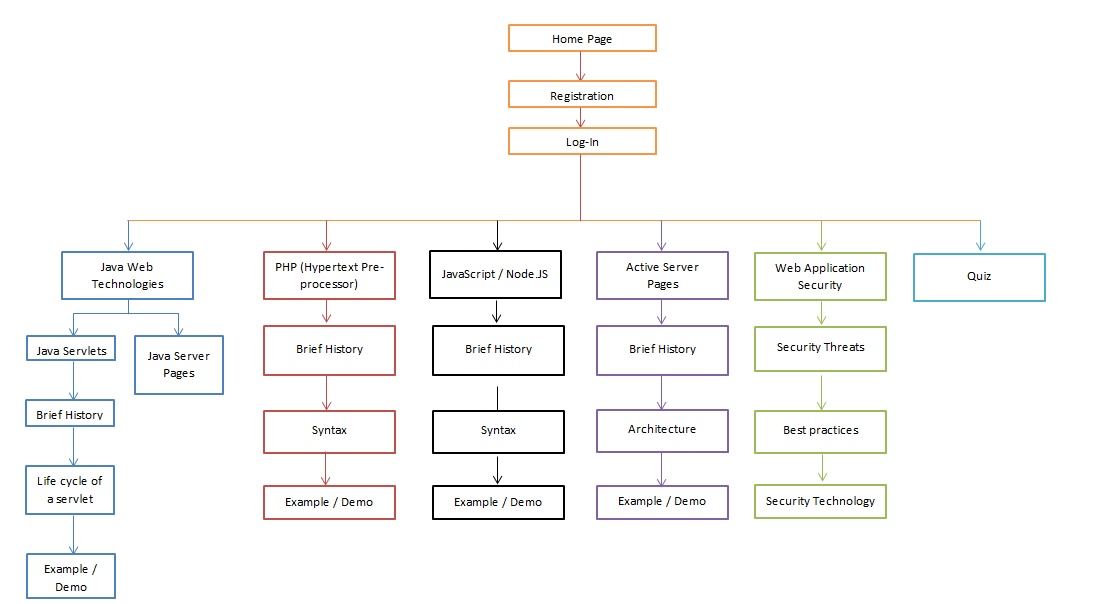 Home Page
Registration
Log-In
Java Web
Technologies
PHP (Hypertext Pre-
processor)
JavaScript / Node.JS
Active Server
Pages
Web Application
Security
Quiz
Java Servlets
Java Server
Pages
Brief History
Brief History
Brief History
Security Threats
Brief History
Syntax
Syntax
Architecture
Best practices
Life cycle of
a servlet
Example / Demo
Example / Demo
Example / Demo
Security Technology
Example /
Demo